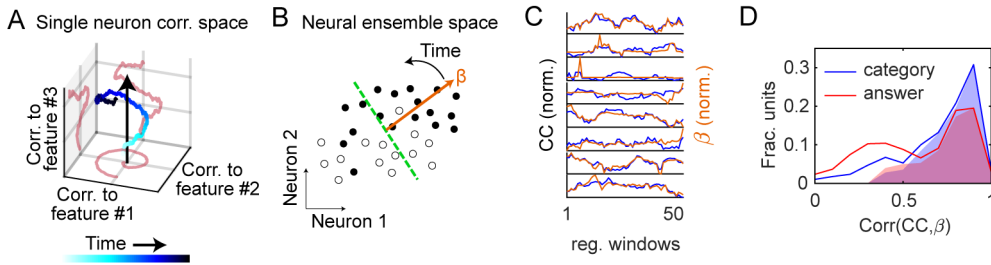 A
Single neuron corr. space
Corr. to
feature #3
Corr. to
feature #1
Corr. to
feature #2
Time
B
Neural ensemble space
Time
β
Neuron 2
Neuron 1
C
CC (norm.)
β (norm.)
1
50
reg. windows
D
category
answer
Frac. units
0.3
0.2
0.1
0
0
0.5
1
Corr(CC,β)